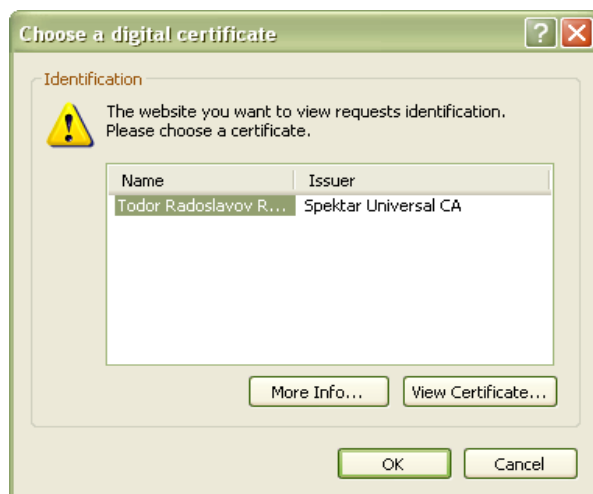 Choose a digital certificate
?
Identification
The website you want to view requests identification.
Please choose a certificate.
Name Issuer
Todor Radoslavov R... Spektar Universal CA
More Info... View Certificate...
OK Cancel